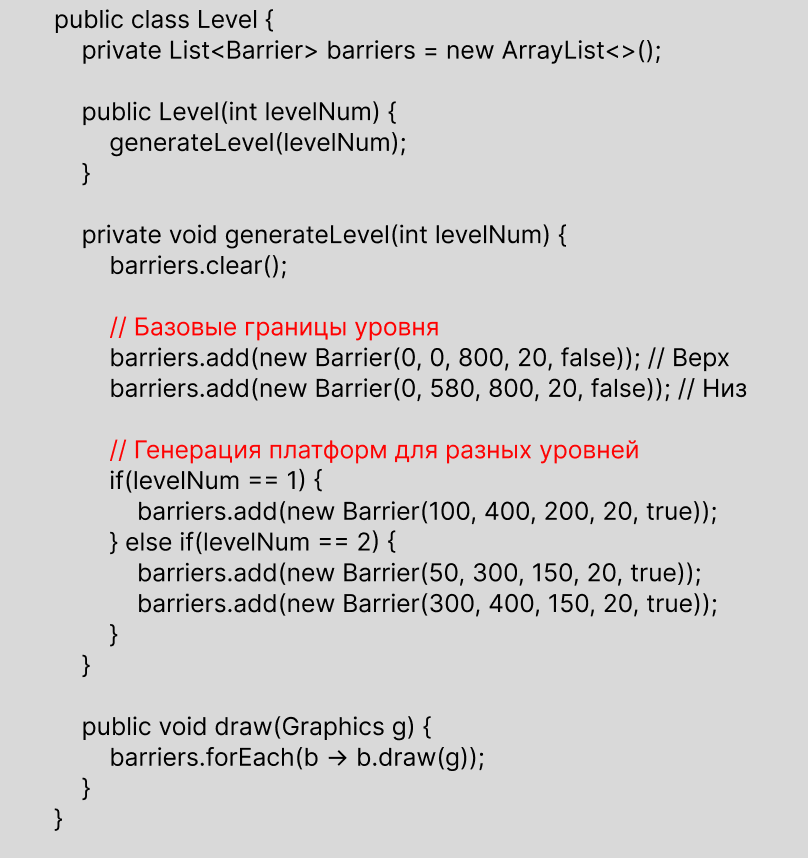 public class Level {
private List<Barrier> barriers = new ArrayList<>();
public Level(int levelNum) {
generateLevel(levelNum);
}
private void generateLevel(int levelNum) {
barriers.clear();
// Базовые границы уровня
barriers.add(new Barrier(0, 0, 800, 20, false)); // Верх
barriers.add(new Barrier(0, 580, 800, 20, false)); // Низ
// Генерация платформ для разных уровней
if(levelNum == 1) {
barriers.add(new Barrier(100, 400, 200, 20, true));
} else if(levelNum == 2) {
barriers.add(new Barrier(50, 300, 150, 20, true));
barriers.add(new Barrier(300, 400, 150, 20, true));
}
}
public void draw(Graphics g) {
barriers.forEach(b → b.draw(g));
}
}